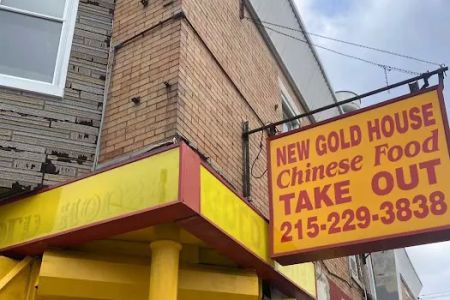 NEW GOLD HOUSE
Chinese Food
TAKE OUT
215-229-3838